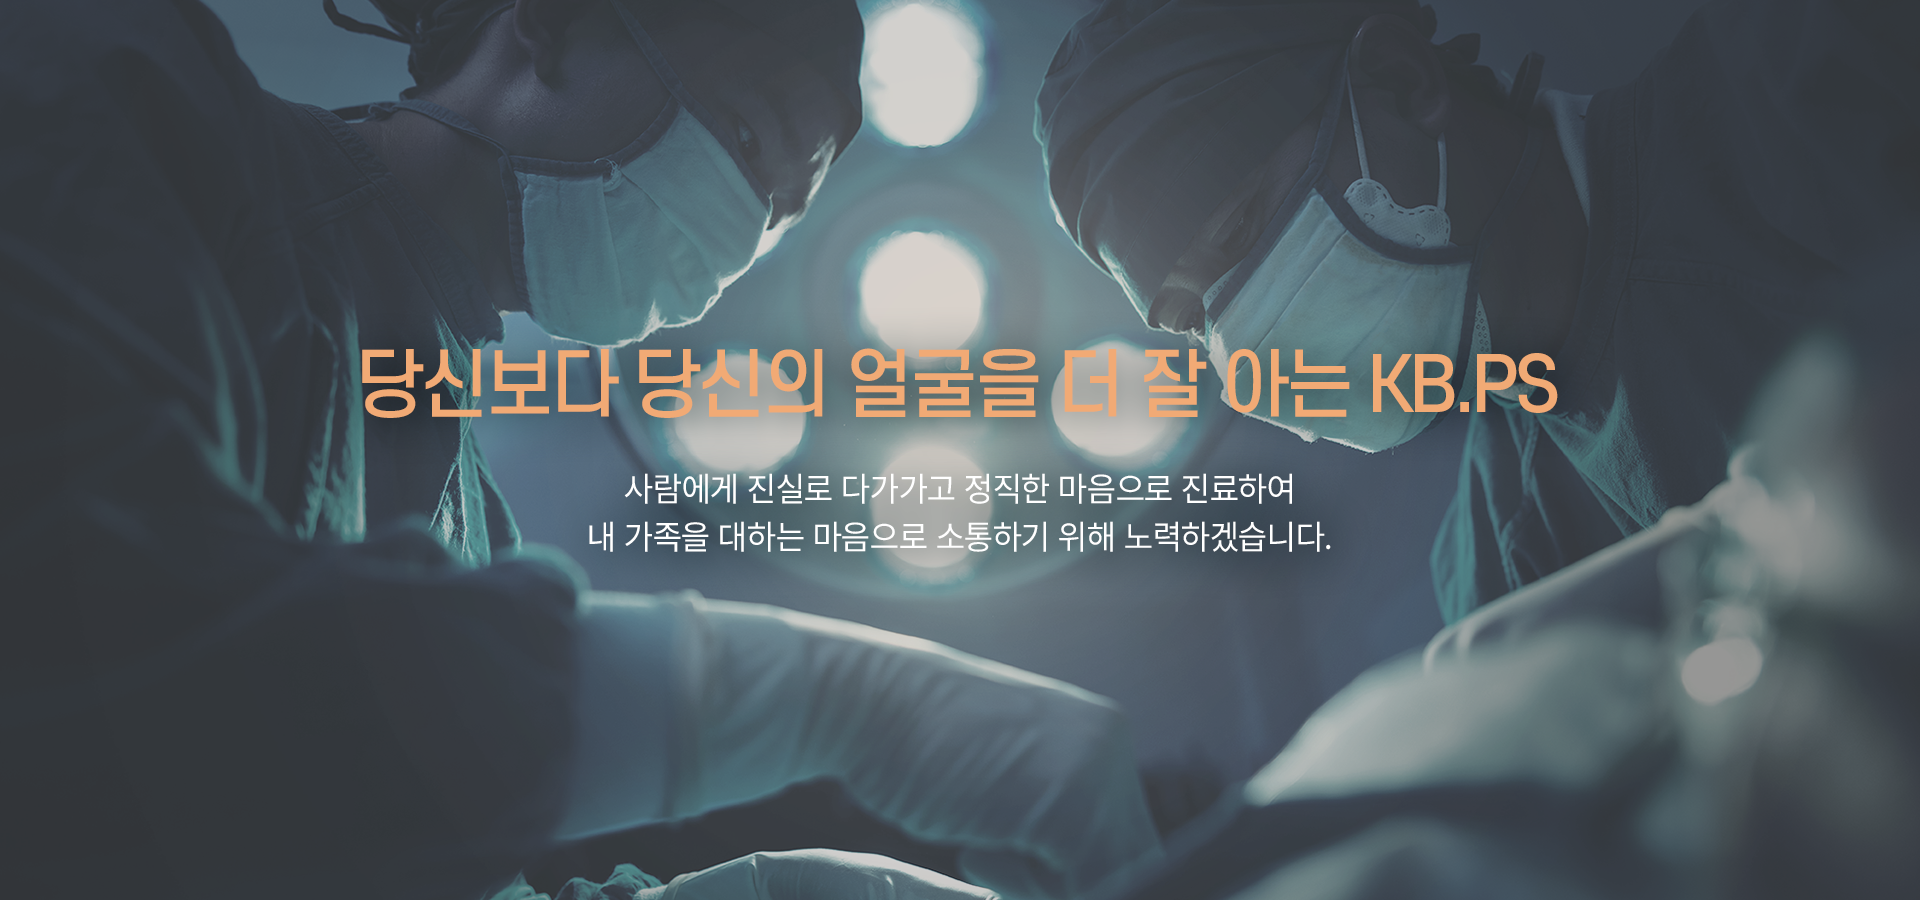 당신보다 당신의 얼굴을 더 잘 아는 KB.PS
사람에게 진실로 다가가고 정직한 마음으로 진료하여
내 가족을 대하는 마음으로 소통하기 위해 노력하겠습니다.